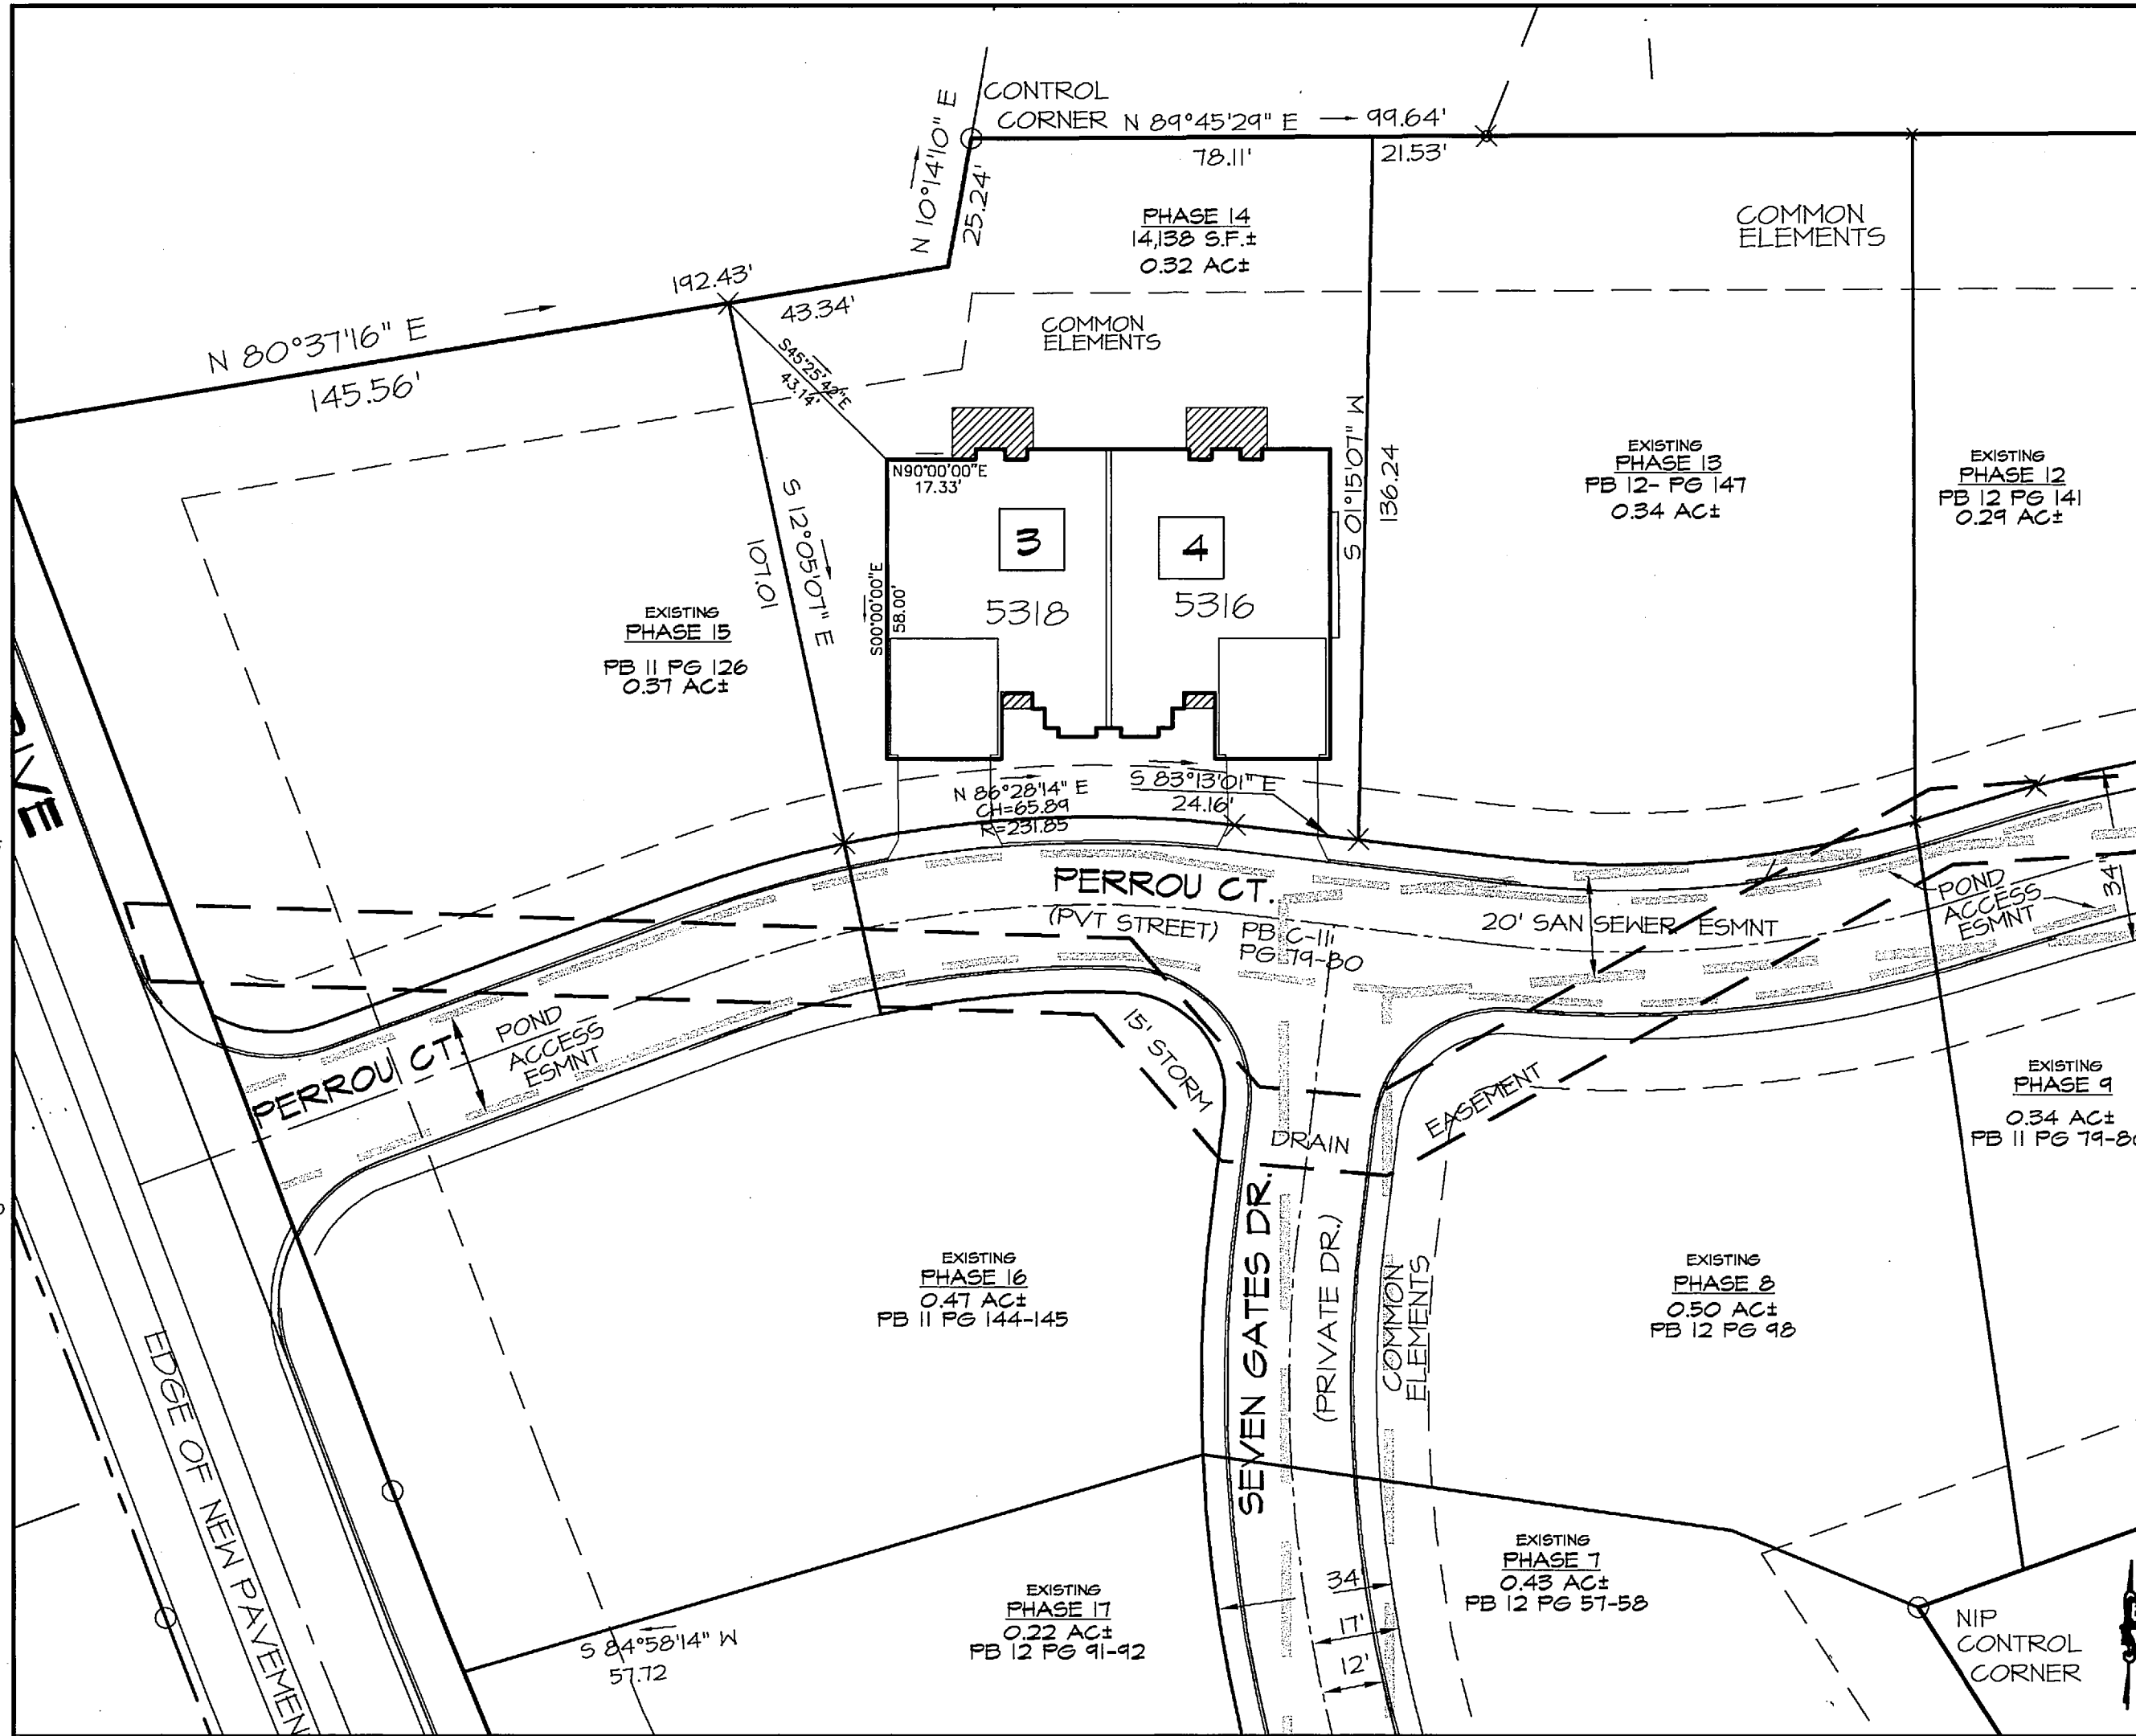 CONTROL
CORNER
N 89°45'29" E
99.64'
78.11'
21.53'
N 10°14'10" E
25.24'
PHASE 14
14,138 S.F.±
0.32 AC±
COMMON
ELEMENTS
192.43'
43.34'
N 80°37'16" E
145.56'
COMMON
ELEMENTS
S45°25'42"E
43.14'
S 01°15'07" W
136.24
N90°00'00"E
17.33'
S 12°05'07" E
107.01
S00°00'00"E
58.00'
3
4
5318
5316
EXISTING
PHASE 13
PB 12- PG 147
0.34 AC±
EXISTING
PHASE 12
PB 12 PG 141
0.29 AC±
EXISTING
PHASE 15
PB 11 PG 126
0.37 AC±
N 86°28'14" E
CH=65.89
R=231.85
S 83°13'01" E
24.16'
PERROU CT.
(PVT STREET)
PB C-11
PG 79-80
20' SAN SEWER ESMNT
POND
ACCESS
ESMNT
34'
PERROU CT.
POND
ACCESS
ESMNT
15' STORM
DRAIN
EASEMENT
EXISTING
PHASE 9
0.34 AC±
PB 11 PG 79-80
SEVEN GATES DR.
(PRIVATE DR.)
COMMON
ELEMENTS
EXISTING
PHASE 16
0.47 AC±
PB 11 PG 144-145
EXISTING
PHASE 8
0.50 AC±
PB 12 PG 98
EDGE OF NEW PAVEMEN
EXISTING
PHASE 17
0.22 AC±
PB 12 PG 91-92
S 84°58'14" W
57.72
34'
17'
12'
EXISTING
PHASE 7
0.43 AC±
PB 12 PG 57-58
NIP
CONTROL
CORNER